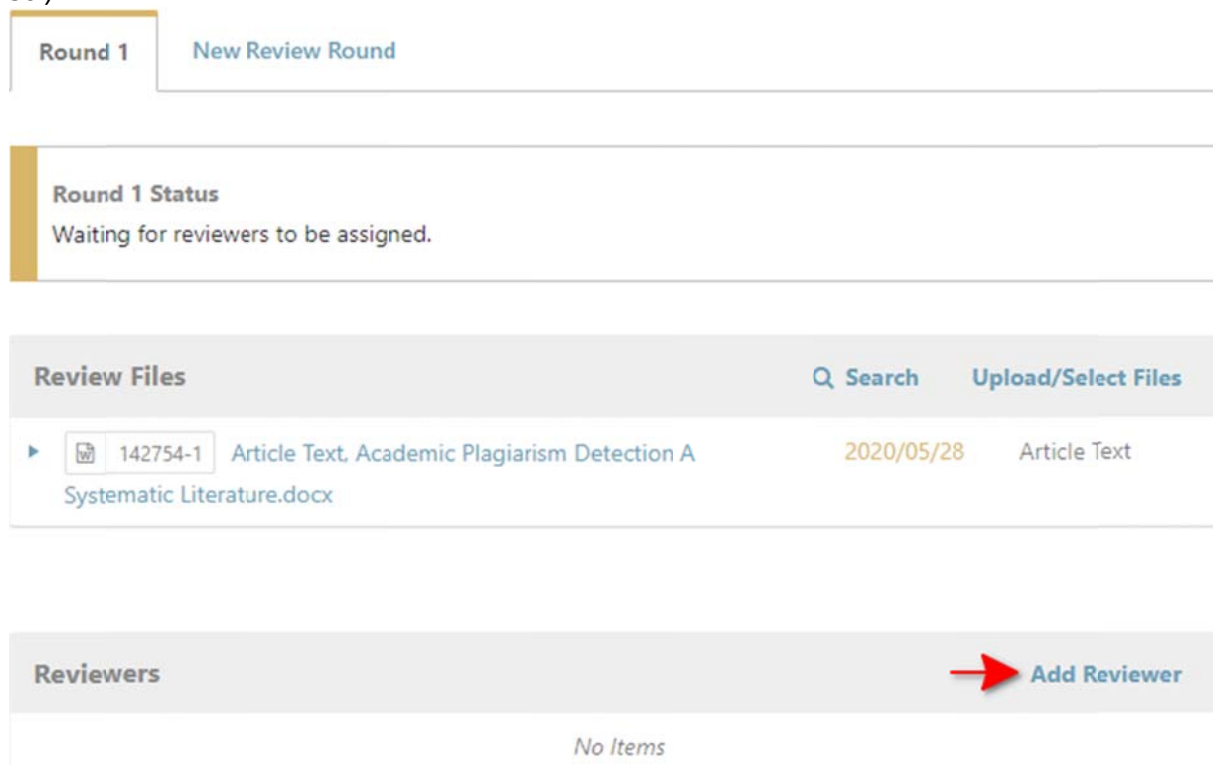 Round 1 New Review Round
Round 1 Status
Waiting for reviewers to be assigned.
Review Files Search Upload/Select Files
142754-1 Article Text, Academic Plagiarism Detection A 2020/05/28 Article Text
Systematic Literature.docx
Reviewers Add Reviewer
No Items